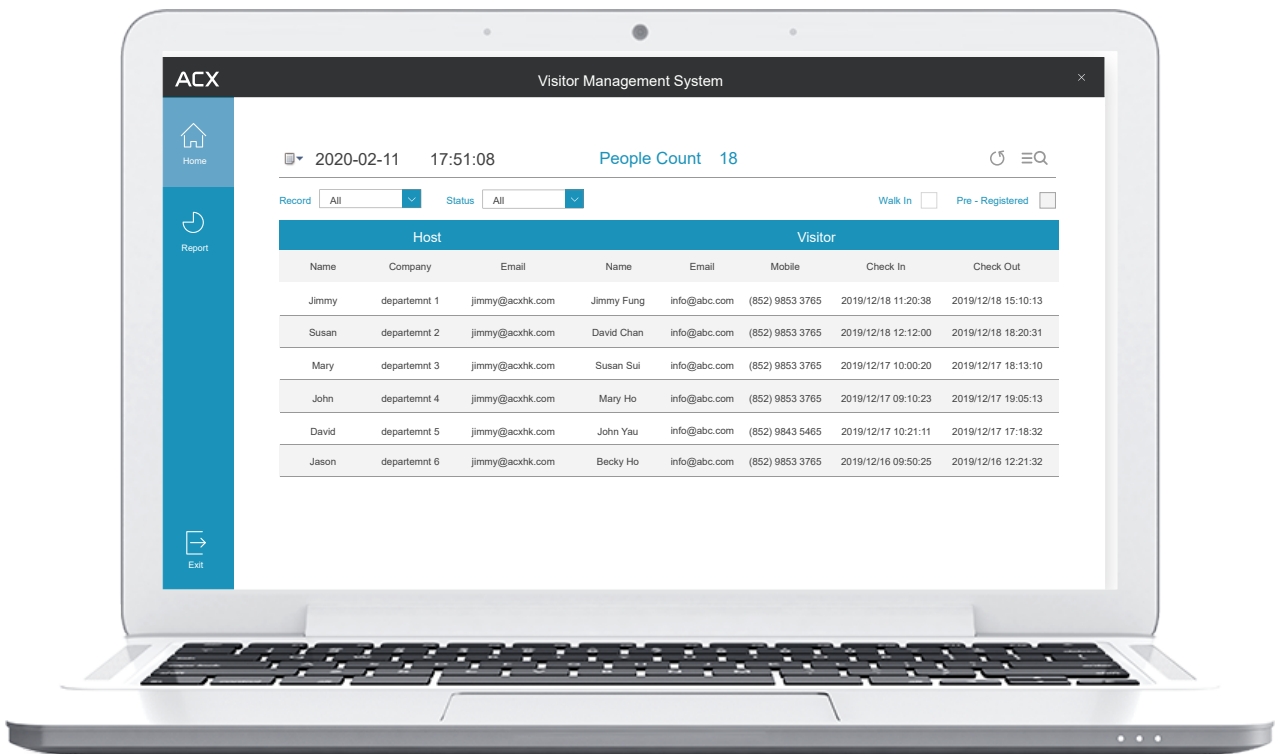 ACX Visitor Management System
Home
Report
Exit
2020-02-11 17:51:08 People Count 18
Record All Status All Walk In Pre - Registered
Host Visitor
Name Company Email Name Email Mobile Check In Check Out
Jimmy departemnt 1 jimmy@acxhk.com Jimmy Fung info@abc.com (852) 9853 3765 2019/12/18 11:20:38 2019/12/18 15:10:13
Susan departemnt 2 jimmy@acxhk.com David Chan info@abc.com (852) 9853 3765 2019/12/18 12:12:00 2019/12/18 18:20:31
Mary departemnt 3 jimmy@acxhk.com Susan Sui info@abc.com (852) 9853 3765 2019/12/17 10:00:20 2019/12/17 18:13:10
John departemnt 4 jimmy@acxhk.com Mary Ho info@abc.com (852) 9853 3765 2019/12/17 09:10:23 2019/12/17 19:05:13
David departemnt 5 jimmy@acxhk.com John Yau info@abc.com (852) 9843 5465 2019/12/17 10:21:11 2019/12/17 17:18:32
Jason departemnt 6 jimmy@acxhk.com Becky Ho info@abc.com (852) 9853 3765 2019/12/16 09:50:25 2019/12/16 12:21:32